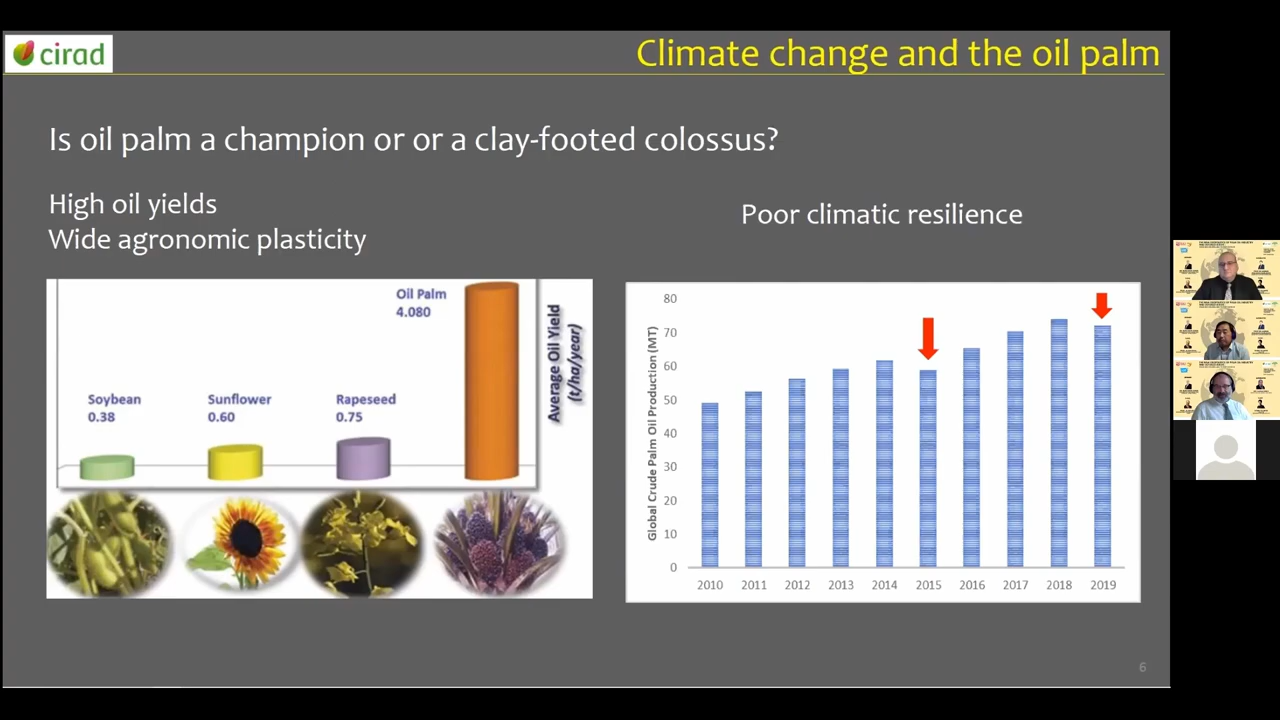 cirad
Climate change and the oil palm
Is oil palm a champion or or a clay-footed colossus?
High oil yields
Wide agronomic plasticity
Poor climatic resilience
Oil Palm
4.080
Soybean
0.38
Sunflower
0.60
Rapeseed
0.75
Average Oil Yield
(t/ha/year)
Global Crude Palm Oil Production (MT)
80
70
60
50
40
30
20
10
0
2010 2011 2012 2013 2014 2015 2016 2017 2018 2019
6